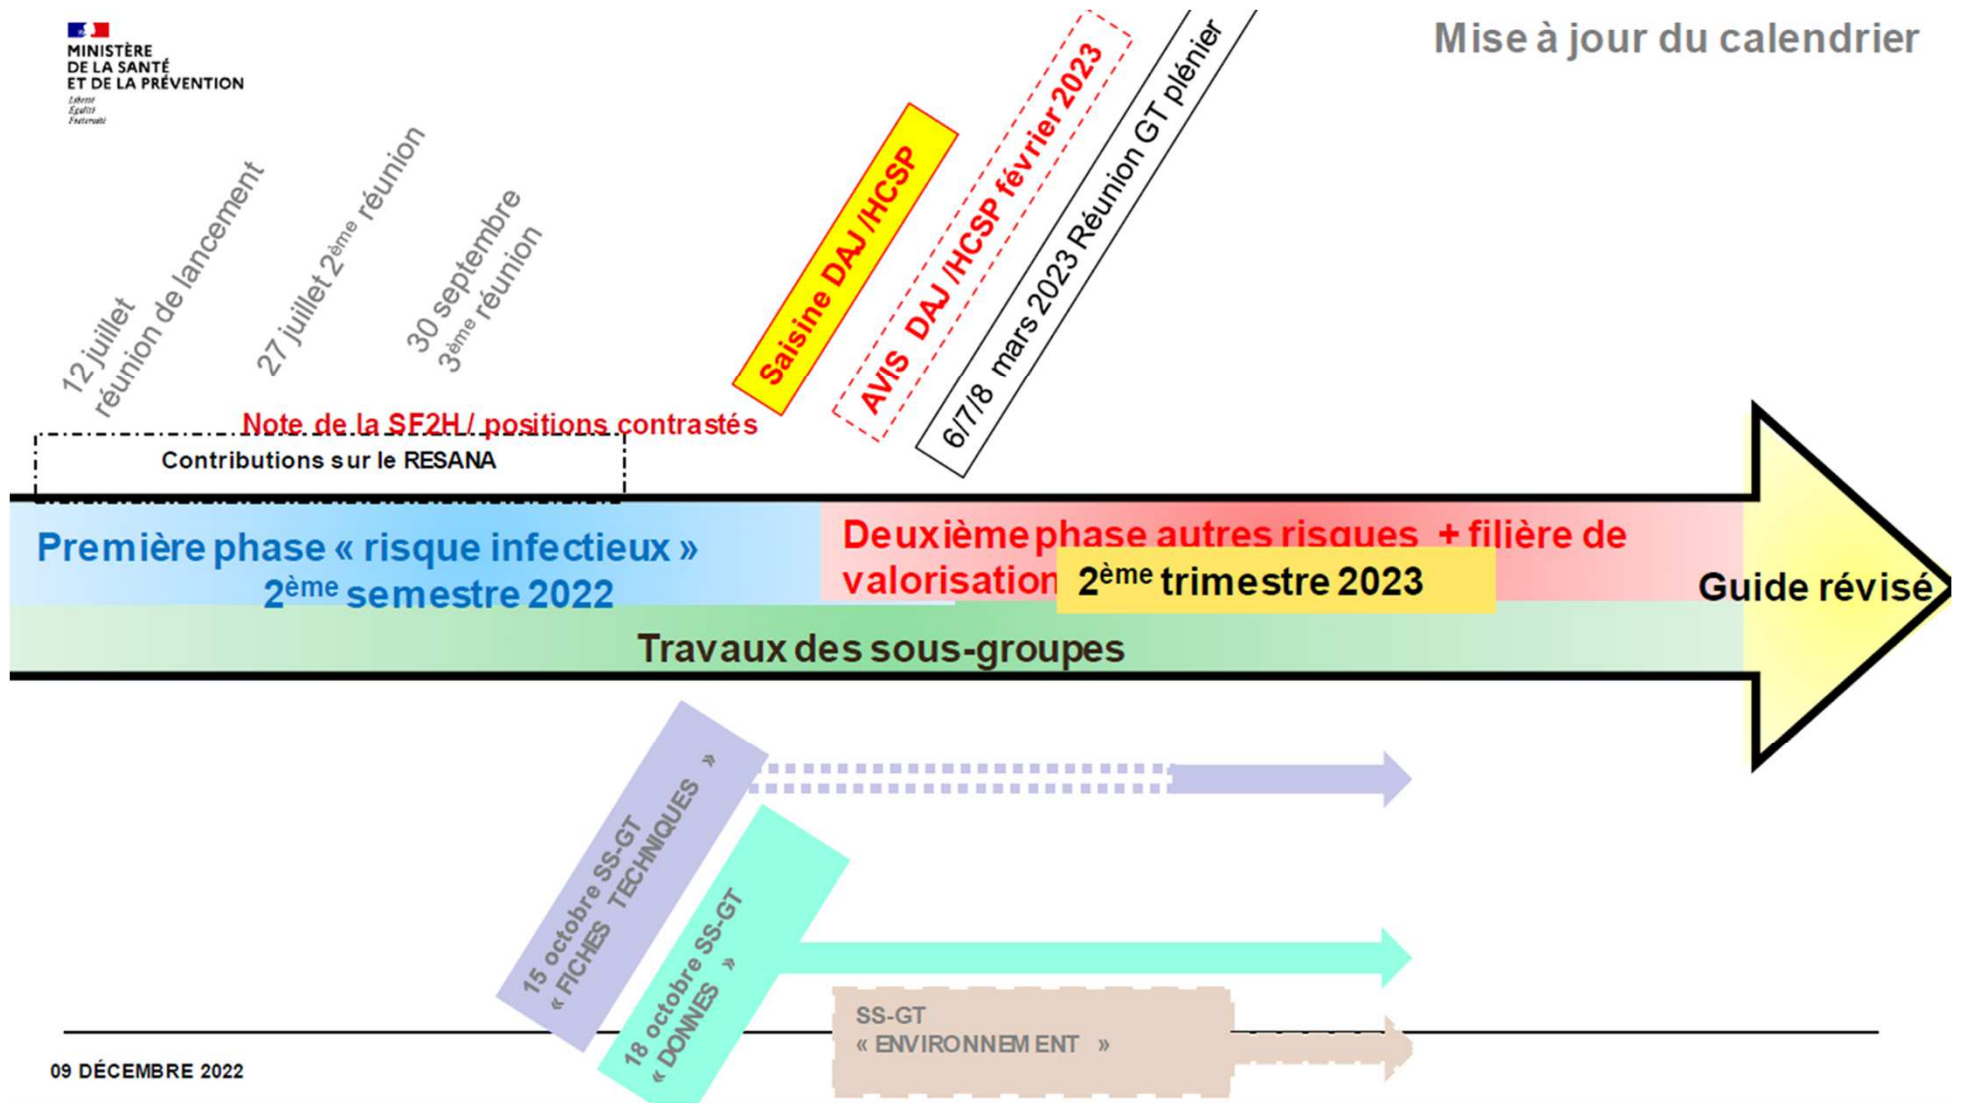 MINISTÈRE
DE LA SANTÉ
ET DE LA PRÉVENTION
Liberté
Égalité
Fraternité
Mise à jour du calendrier
12 juillet
réunion de lancement
27 juillet 2ème réunion
30 septembre
3ème réunion
Saisine DAJ /HCSP
AVIS DAJ /HCSP février 2023
6/7/8 mars 2023 Réunion GT plénier
Note de la SF2H / positions contrastés
Contributions sur le RESANA
Première phase « risque infectieux »
2ème semestre 2022
Deuxième phase autres risques + filière de
valorisation
2ème trimestre 2023
Guide révisé
Travaux des sous-groupes
15 octobre SS-GT
« FICHES TECHNIQUES »
18 octobre SS-GT
« DONNES »
SS-GT
« ENVIRONNEMENT »
09 DÉCEMBRE 2022